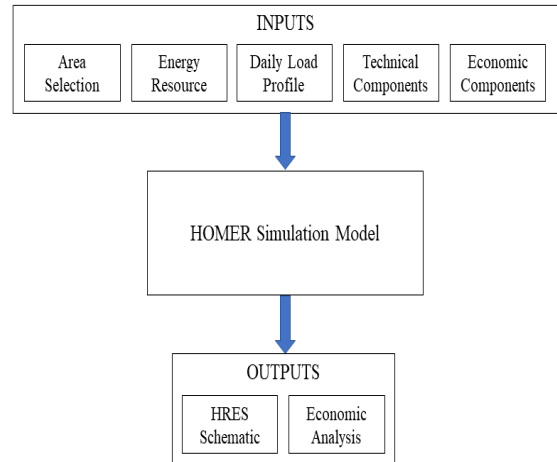 INPUTS
Area
Selection
Energy
Resource
Daily Load
Profile
Technical
Components
Economic
Components
HOMER Simulation Model
OUTPUTS
HRES
Schematic
Economic
Analysis